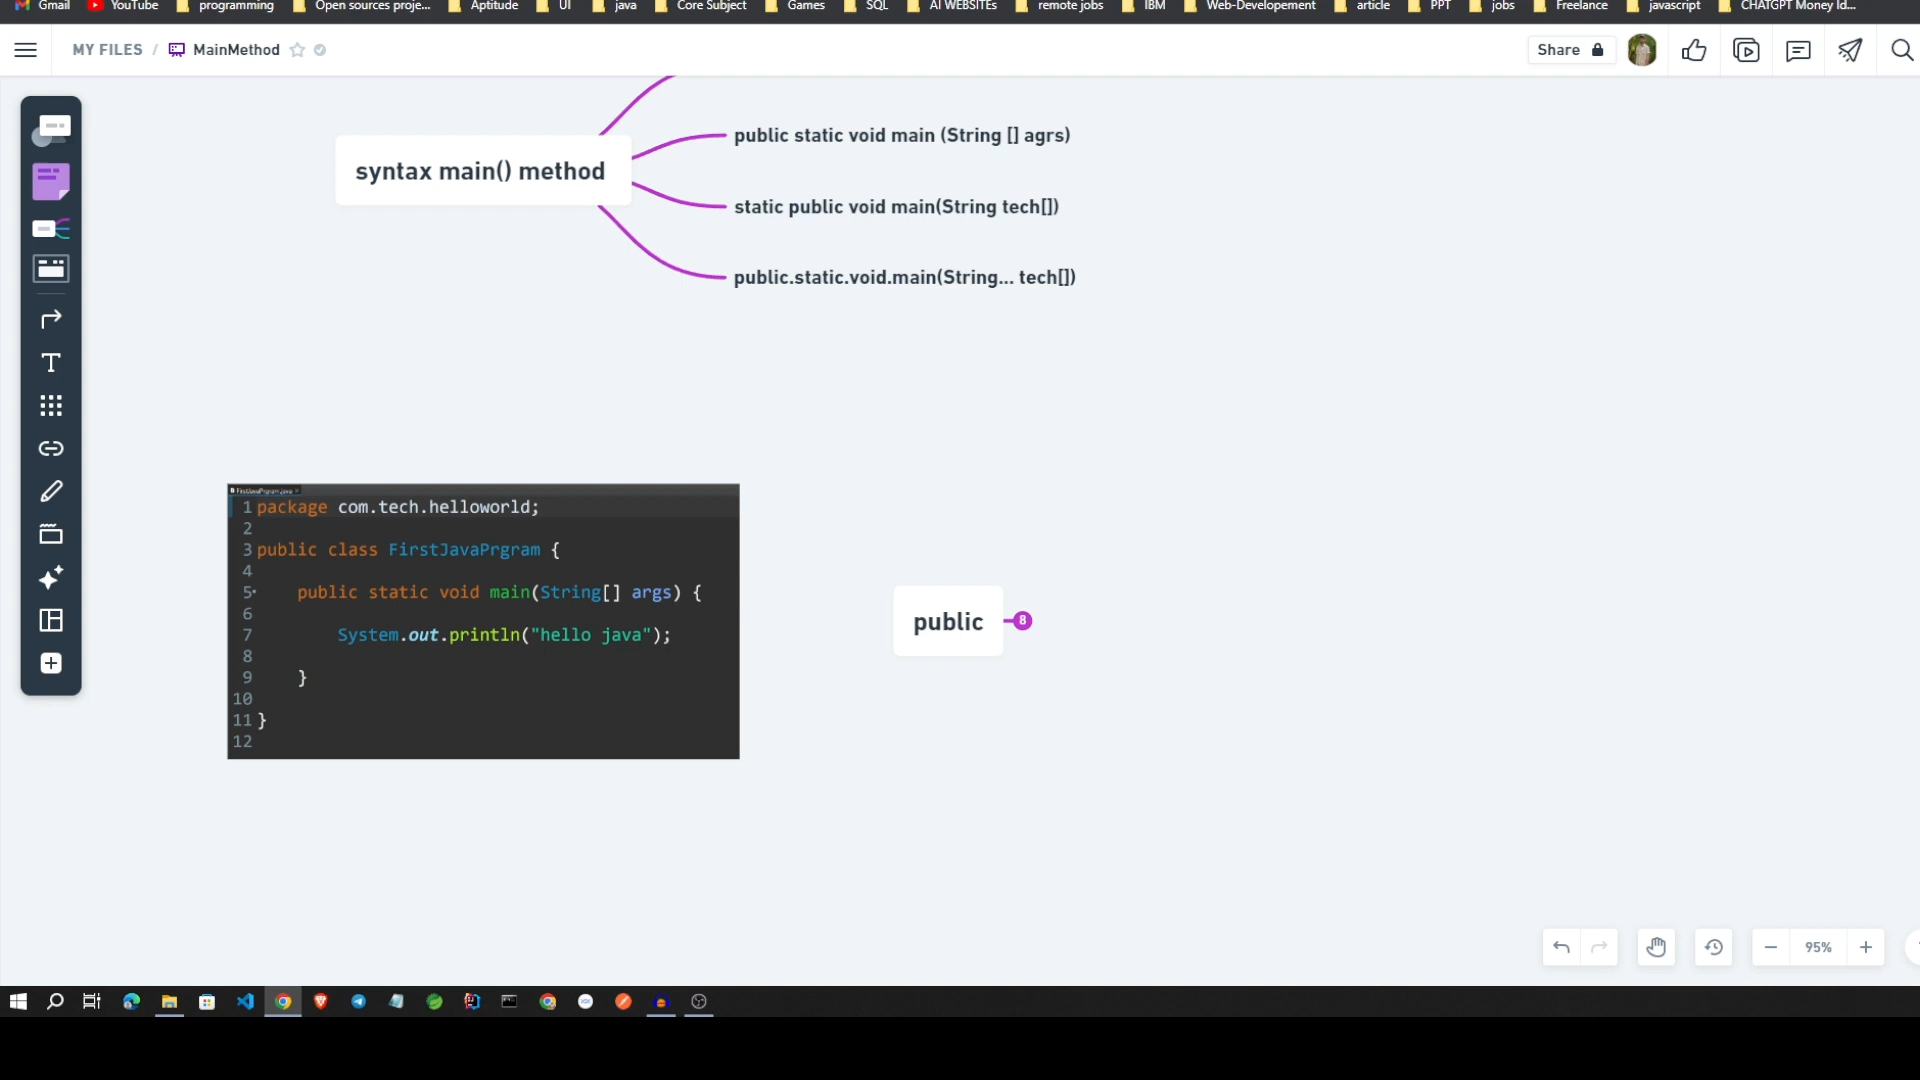 Gmail YouTube programming Open sources proje... Aptitude UI java Core Subject Games SQL AI WEBSITEs remote jobs IBM Web-Developement article PPT jobs Freelance javascript CHATGPT Money Id...
MY FILES / MainMethod Share
syntax main() method
public static void main (String [] agrs)
static public void main(String tech[])
public.static.void.main(String... tech[])
FirstJavaPrgram.java
1 package com.tech.helloworld;
2
3 public class FirstJavaPrgram {
4
5 public static void main(String[] args) {
6
7 System.out.println("hello java");
8
9 }
10
11 }
12
public 8
95%